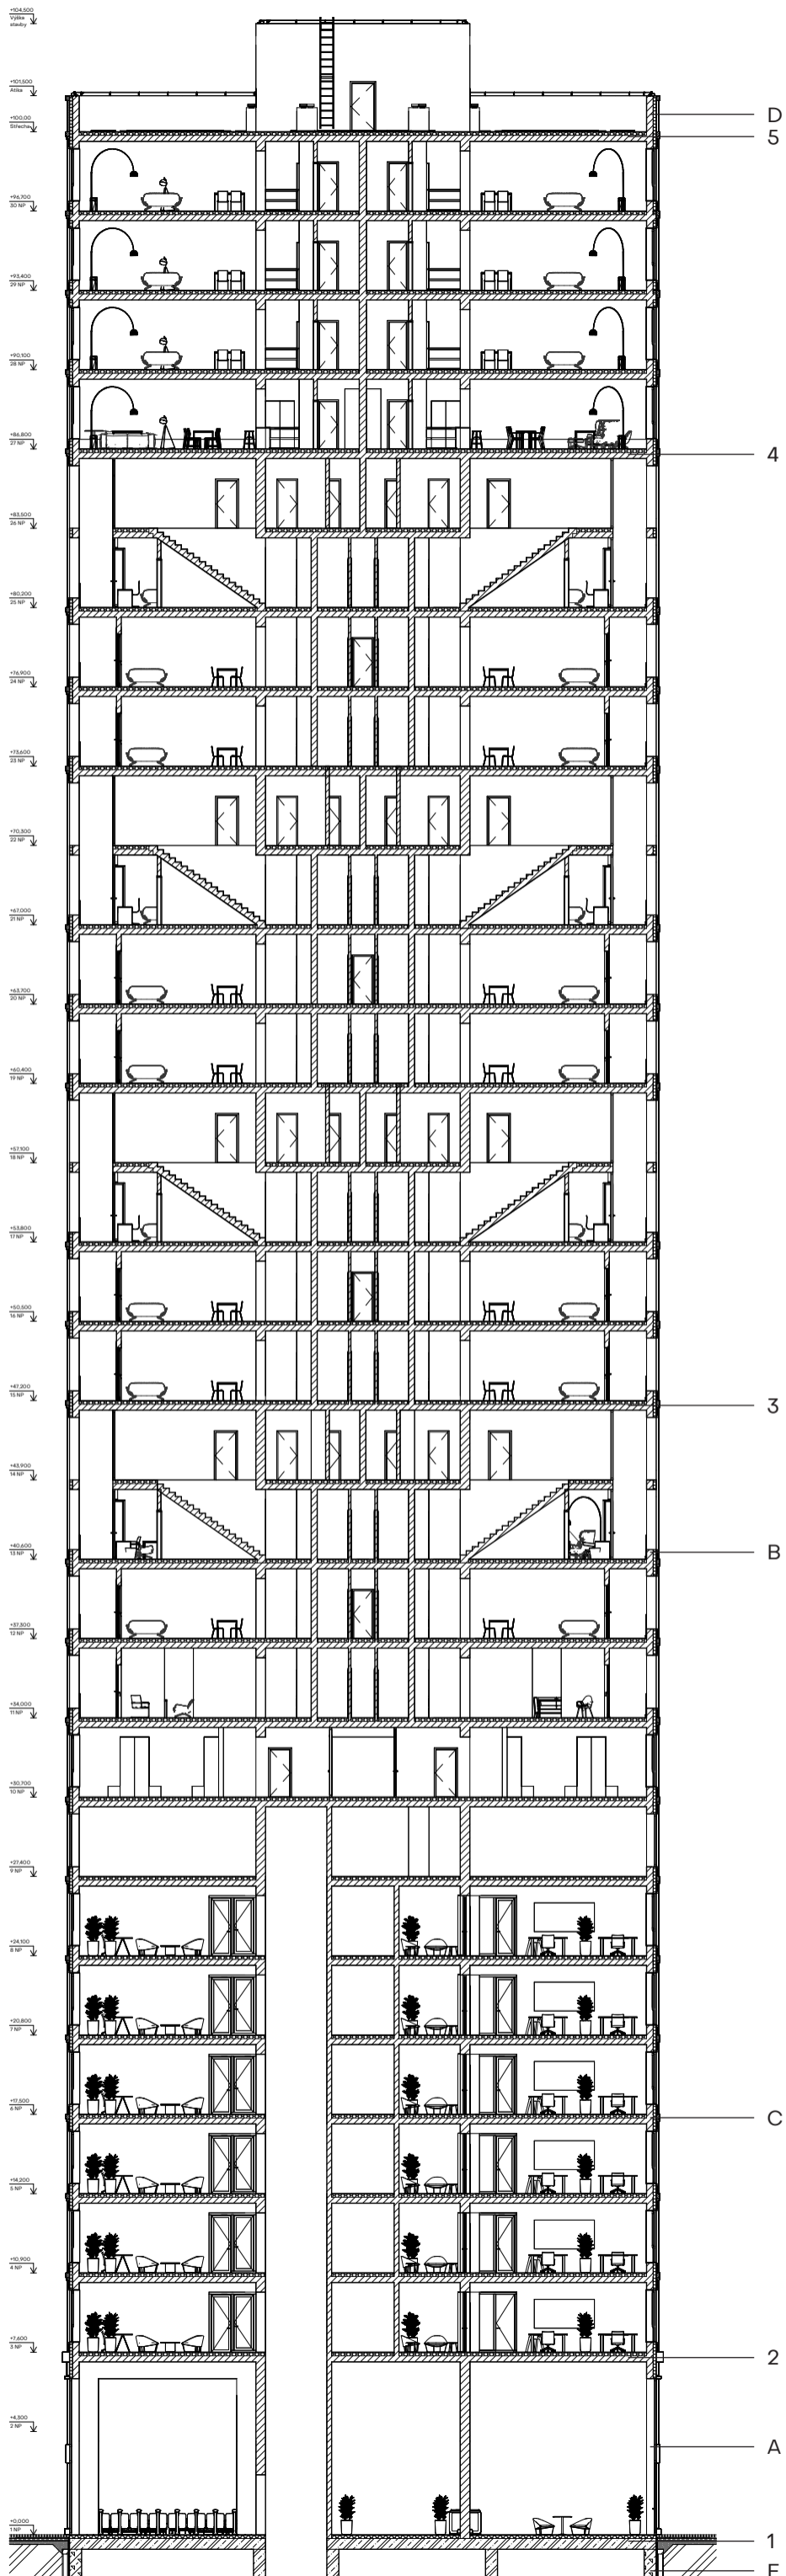 +104,500
Výška
stavby
+101,500
Atika
D
+100,00
Střecha
5
+96,700
30 NP
+93,400
29 NP
+90,100
28 NP
+86,800
27 NP
4
+83,500
26 NP
+80,200
25 NP
+76,900
24 NP
+73,600
23 NP
+70,300
22 NP
+67,000
21 NP
+63,700
20 NP
+60,400
19 NP
+57,100
18 NP
+53,800
17 NP
+50,500
16 NP
+47,200
15 NP
3
+43,900
14 NP
+40,600
13 NP
B
+37,300
12 NP
+34,000
11 NP
+30,700
10 NP
+27,400
9 NP
+24,100
8 NP
+20,800
7 NP
+17,500
6 NP
C
+14,200
5 NP
+10,900
4 NP
+7,600
3 NP
2
+4,300
2 NP
A
+0,000
1 NP
1